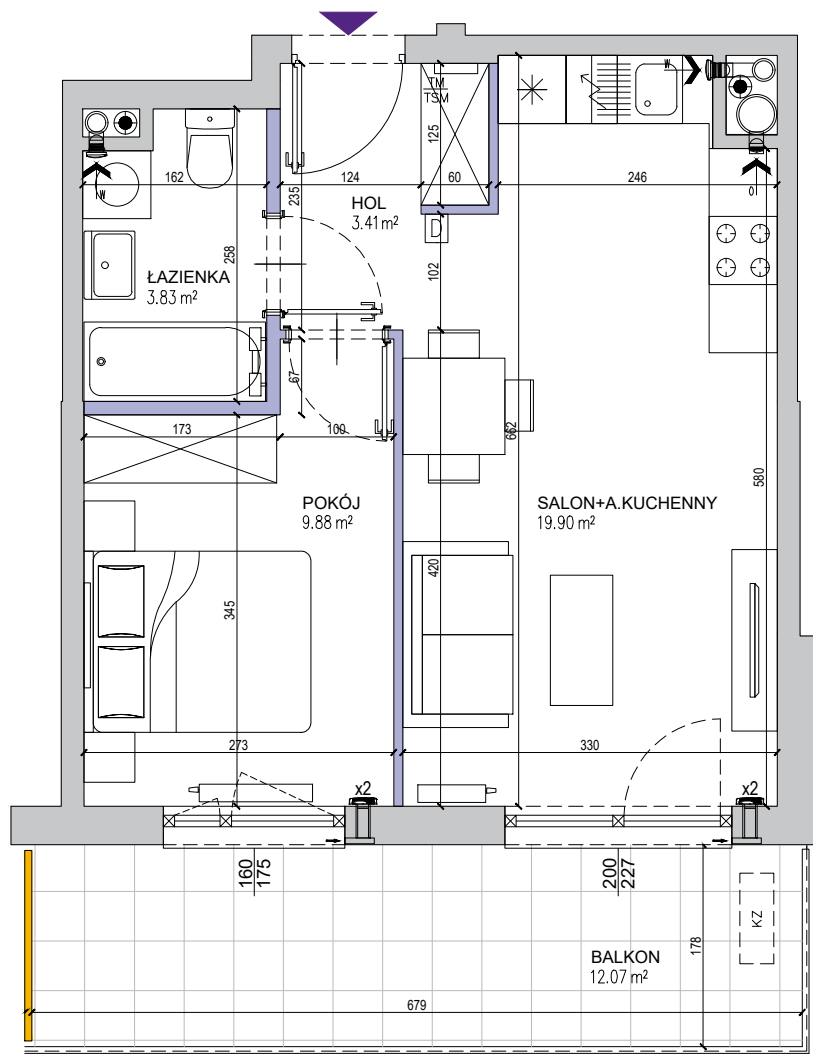 TM
TSM
W
125
162
124
60
246
W
O
235
HOL
3.41 m²
D
258
102
ŁAZIENKA
3.83 m²
67
173
100
662
580
POKÓJ
9.88 m²
SALON+A.KUCHENNY
19.90 m²
420
345
273
330
x2
x2
160
175
200
227
KZ
178
BALKON
12.07 m²
679